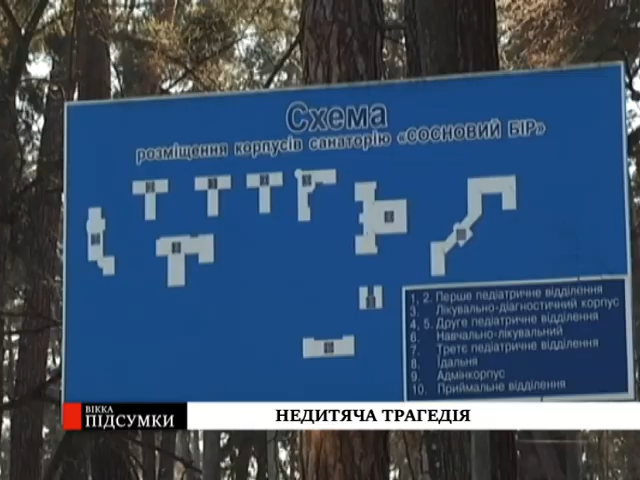 Схема
розміщення корпусів санаторію «СОСНОВИЙ БІР»
1, 2. Перше педіатричне відділення
3. Лікувально-діагностичний корпус
4, 5. Друге педіатричне відділення
6. Навчально-лікувальний
7. Третє педіатричне відділення
8. Їдальня
9. Адмінкорпус
10. Приймальне відділення
ВІККА
ПІДСУМКИ
НЕДИТЯЧА ТРАГЕДІЯ